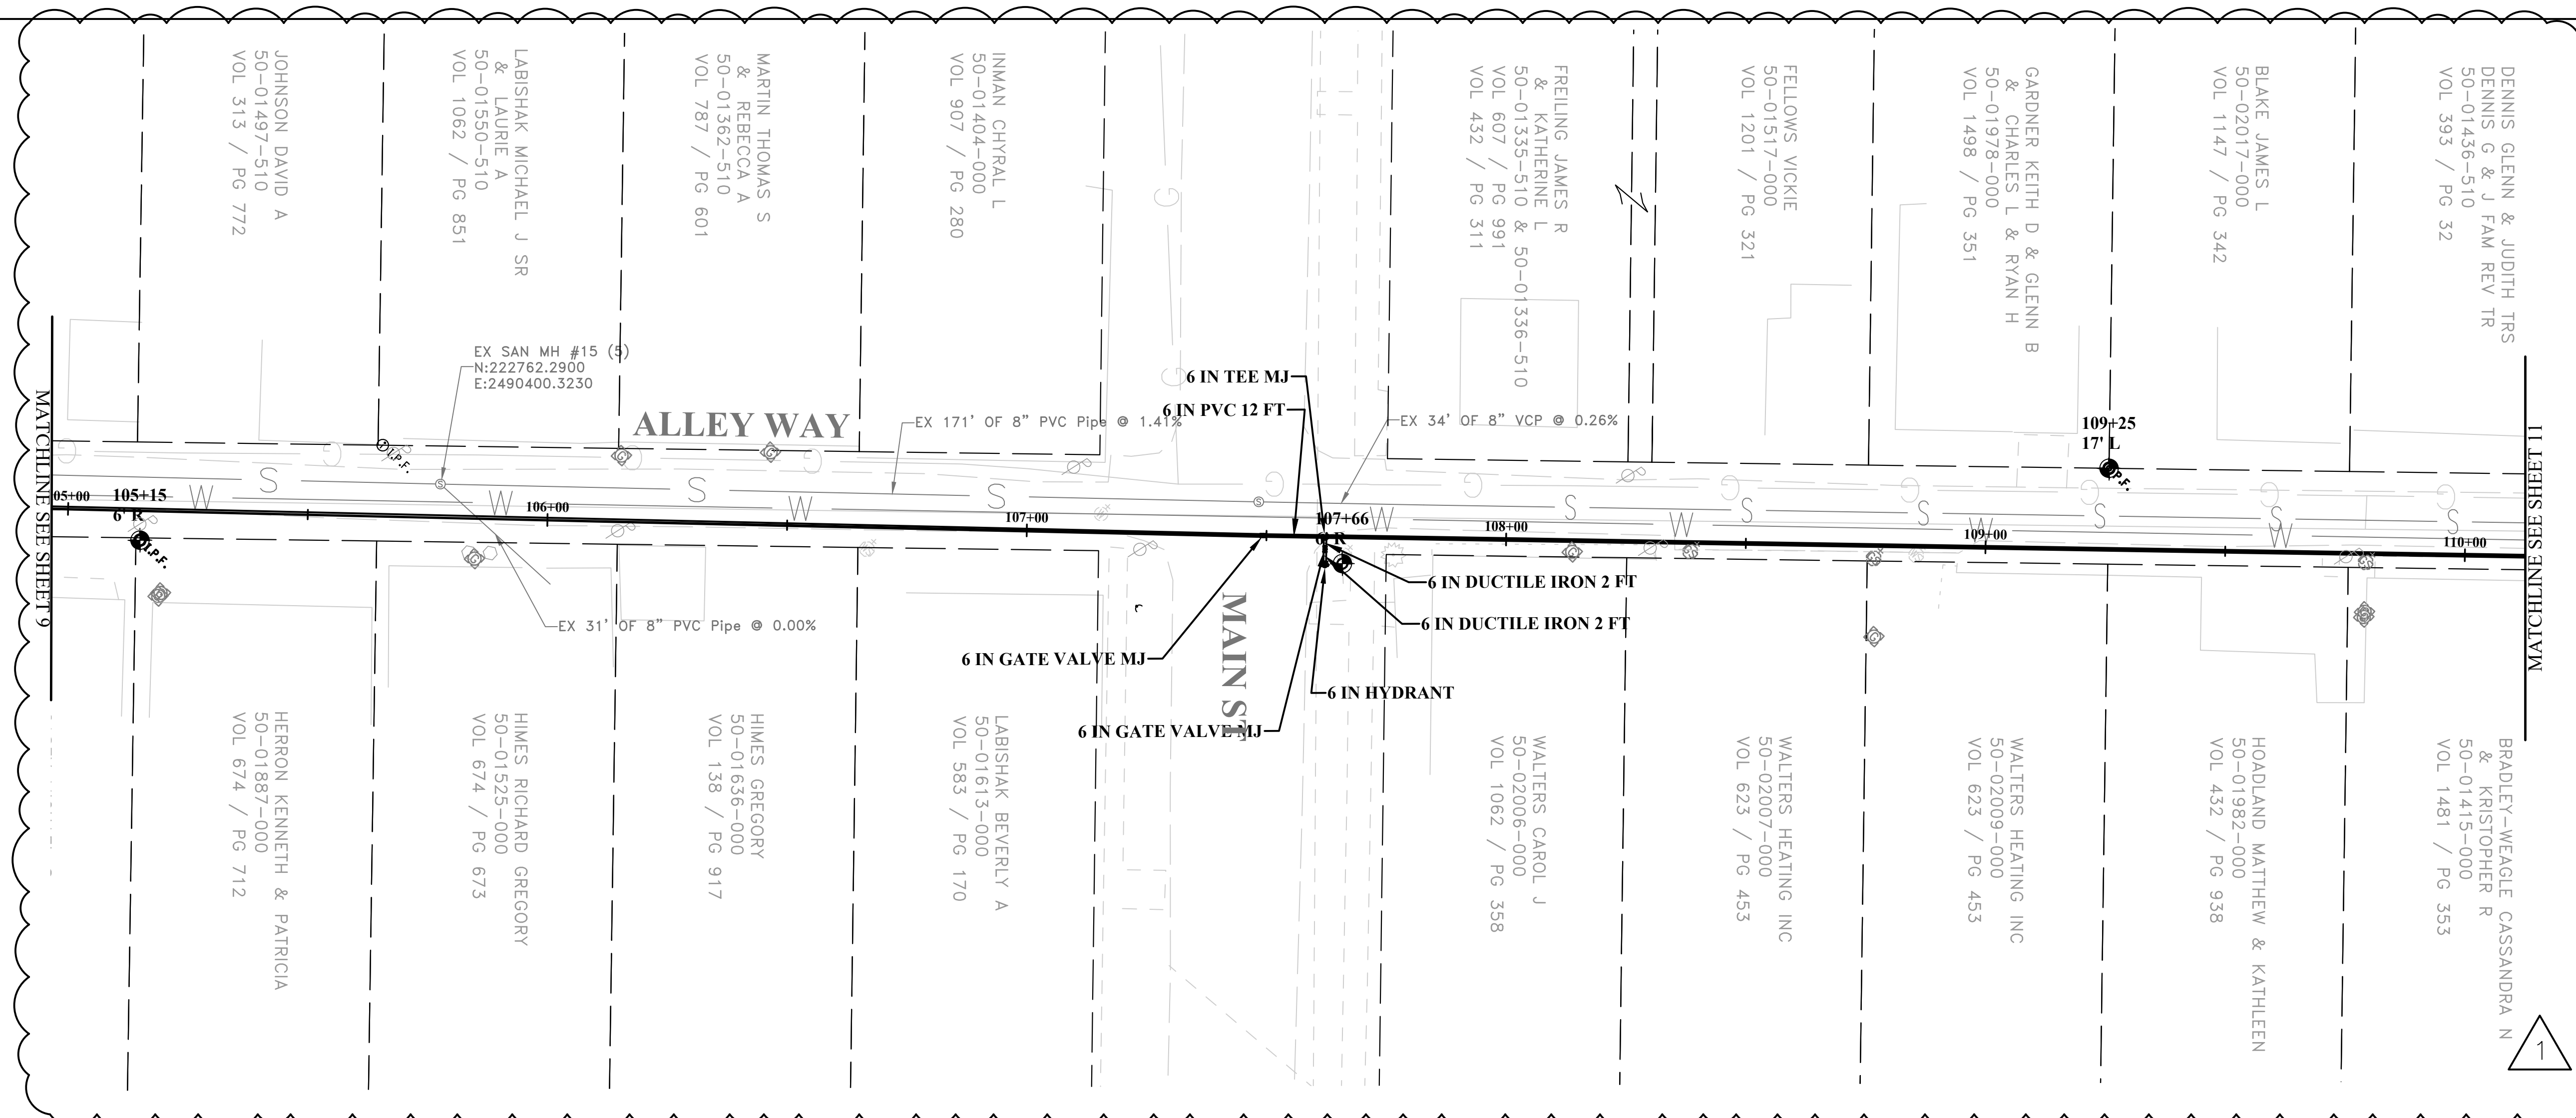 JOHNSON DAVID A
50-01497-510
VOL 313 / PG 772
LABISHAK MICHAEL J SR
& LAURIE A
50-01550-510
VOL 1062 / PG 851
MARTIN THOMAS S
& REBECCA A
50-01362-510
VOL 787 / PG 601
INMAN CHYRAL L
50-01404-000
VOL 907 / PG 280
FREILING JAMES R
& KATHERINE L
50-01335-510 & 50-01336-510
VOL 607 / PG 991
VOL 432 / PG 311
FELLOWS VICKIE
50-01517-000
VOL 1201 / PG 321
GARDNER KEITH D & GLENN B
& CHARLES L & RYAN H
50-01978-000
VOL 1498 / PG 351
BLAKE JAMES L
50-02017-000
VOL 1147 / PG 342
DENNIS GLENN & JUDITH TRS
DENNIS G & J FAM REV TR
50-01436-510
VOL 393 / PG 32
EX SAN MH #15 (5)
N:222762.2900
E:2490400.3230
ALLEY WAY
EX 171' OF 8" PVC Pipe @ 1.41%
6 IN TEE MJ
6 IN PVC 12 FT
EX 34' OF 8" VCP @ 0.26%
109+25
17' L
I.P.F.
I.P.F.
MATCHLINE SEE SHEET 9
05+00
105+15
6' R
I.P.F.
106+00
107+00
107+66
6' R
108+00
109+00
110+00
MATCHLINE SEE SHEET 11
G G G G G G G G G G G
S S S S S S S S
W W W W W W W
EX 31' OF 8" PVC Pipe @ 0.00%
MAIN ST
6 IN DUCTILE IRON 2 FT
6 IN DUCTILE IRON 2 FT
6 IN GATE VALVE MJ
6 IN HYDRANT
6 IN GATE VALVE MJ
HERRON KENNETH & PATRICIA
50-01887-000
VOL 674 / PG 712
HIMES RICHARD GREGORY
50-01525-000
VOL 674 / PG 673
HIMES GREGORY
50-01636-000
VOL 138 / PG 917
LABISHAK BEVERLY A
50-01613-000
VOL 583 / PG 170
WALTERS CAROL J
50-02006-000
VOL 1062 / PG 358
WALTERS HEATING INC
50-02007-000
VOL 623 / PG 453
WALTERS HEATING INC
50-02009-000
VOL 623 / PG 453
HOADLAND MATTHEW & KATHLEEN
50-01982-000
VOL 432 / PG 938
BRADLEY-WEAGLE CASSANDRA N
& KRISTOPHER R
50-01415-000
VOL 1481 / PG 353
1